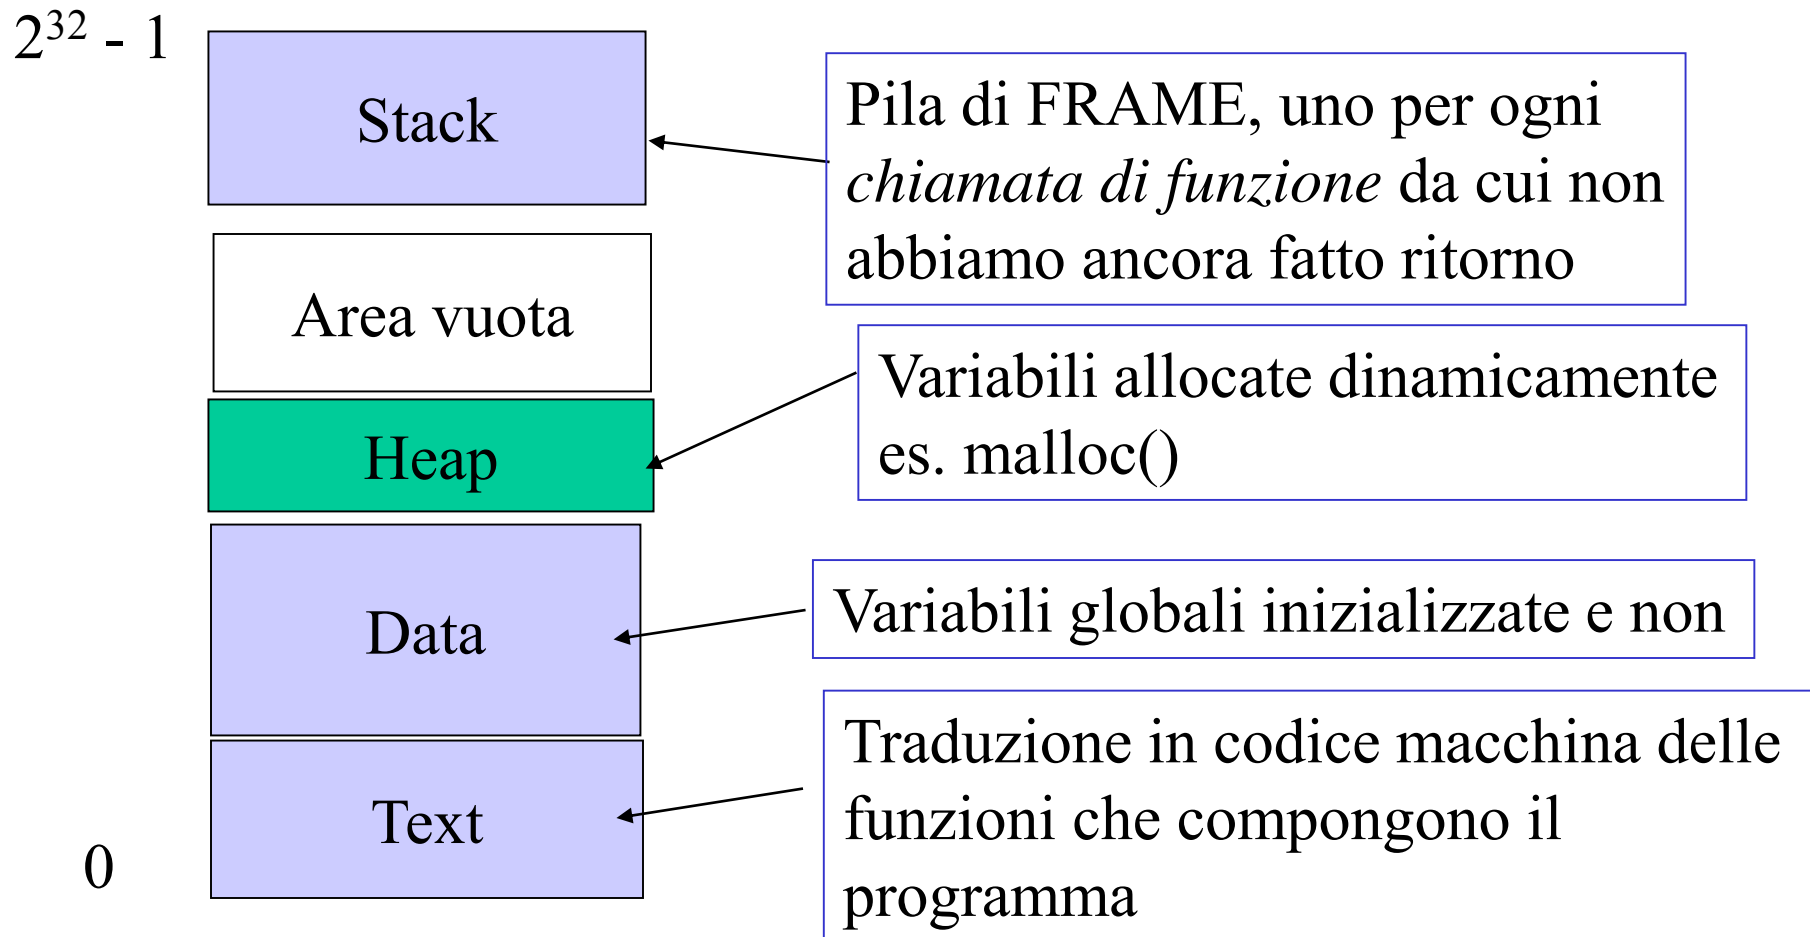 2³² - 1
Stack
Pila di FRAME, uno per ogni
chiamata di funzione da cui non
abbiamo ancora fatto ritorno
Area vuota
Variabili allocate dinamicamente
es. malloc()
Heap
Data
Variabili globali inizializzate e non
Text
Traduzione in codice macchina delle
funzioni che compongono il
programma
0